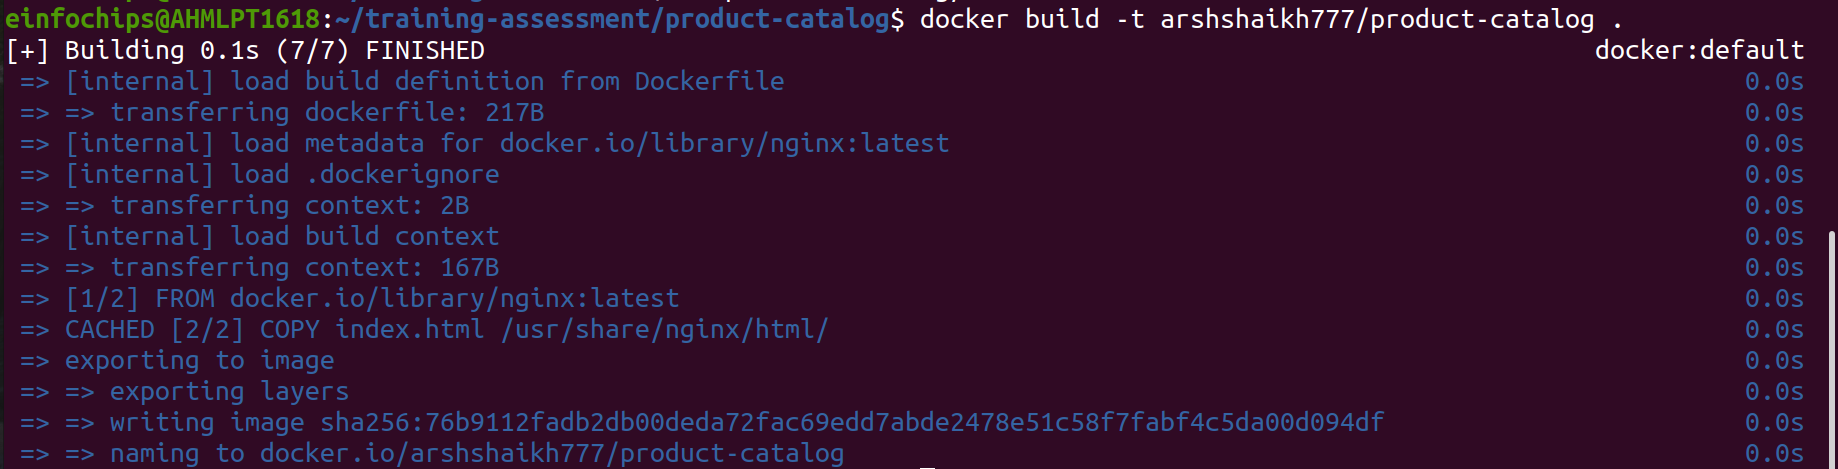 einfochips@AHMLPT1618:~/training-assessment/product-catalog$ docker build -t arshshaikh777/product-catalog .
[+] Building 0.1s (7/7) FINISHED docker:default
=> [internal] load build definition from Dockerfile 0.0s
=> => transferring dockerfile: 217B 0.0s
=> [internal] load metadata for docker.io/library/nginx:latest 0.0s
=> [internal] load .dockerignore 0.0s
=> => transferring context: 2B 0.0s
=> [internal] load build context 0.0s
=> => transferring context: 167B 0.0s
=> [1/2] FROM docker.io/library/nginx:latest 0.0s
=> CACHED [2/2] COPY index.html /usr/share/nginx/html/ 0.0s
=> exporting to image 0.0s
=> => exporting layers 0.0s
=> => writing image sha256:76b9112fadb2db00deda72fac69edd7abde2478e51c58f7fabf4c5da00d094df 0.0s
=> => naming to docker.io/arshshaikh777/product-catalog 0.0s